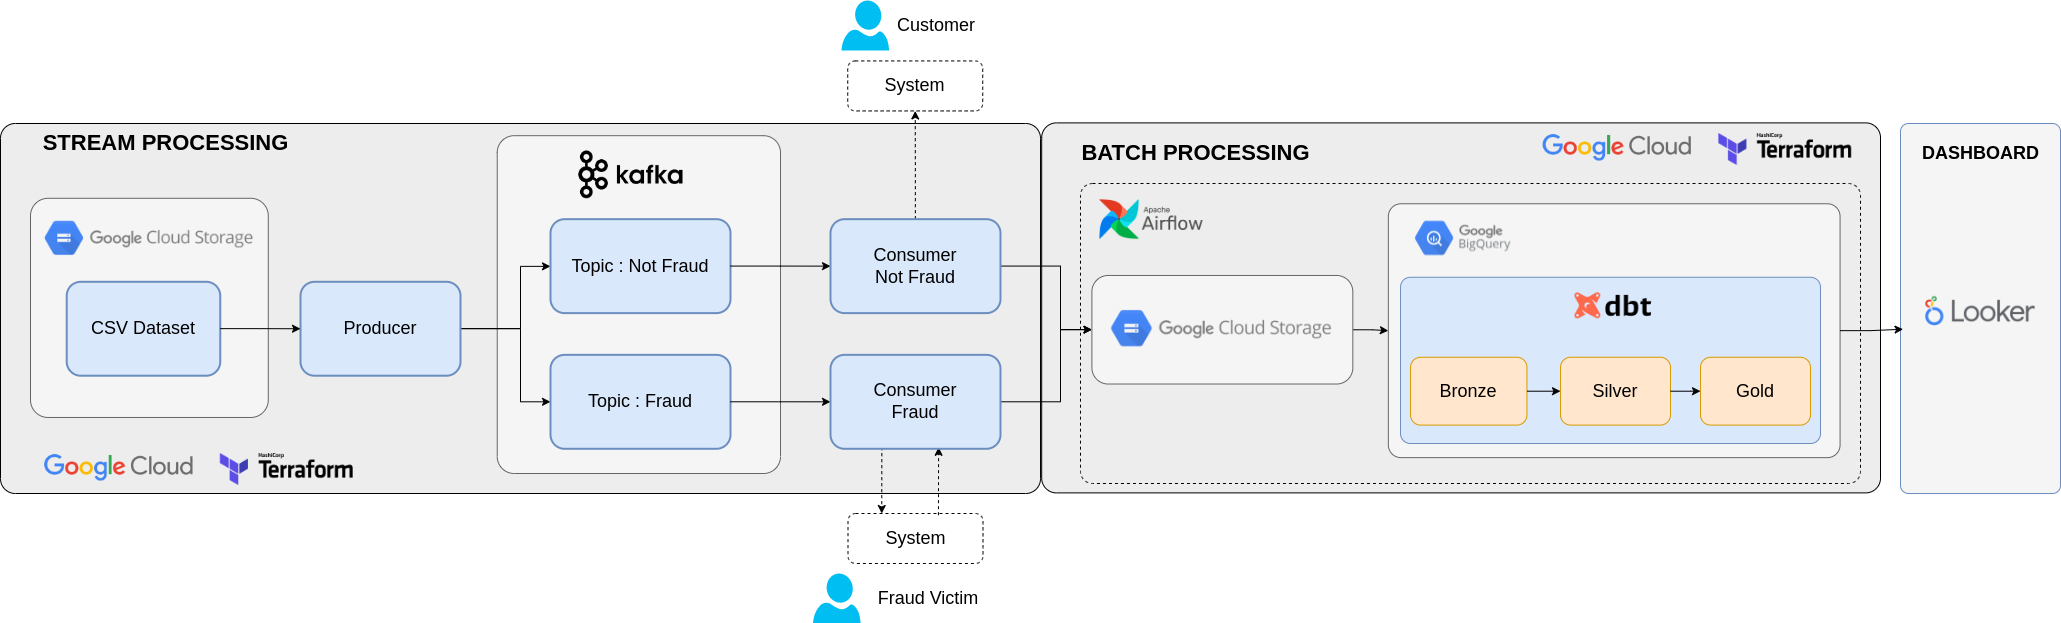 Customer
System
STREAM PROCESSING
Google Cloud Storage
CSV Dataset
Producer
kafka
Topic : Not Fraud
Topic : Fraud
Consumer
Not Fraud
Consumer
Fraud
Google Cloud
HashiCorp
Terraform
System
Fraud Victim
BATCH PROCESSING
Google Cloud
HashiCorp
Terraform
Apache
Airflow
Google Cloud Storage
Google
BigQuery
dbt
Bronze
Silver
Gold
DASHBOARD
Looker